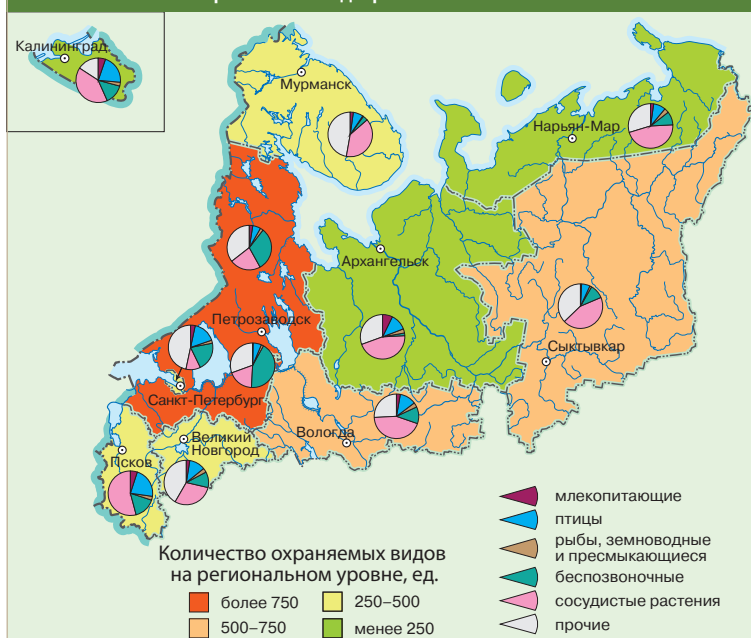 Калининград
Мурманск
Нарьян-Мар
Архангельск
Петрозаводск
Сыктывкар
Санкт-Петербург
Вологда
Великий
Новгород
Псков
Количество охраняемых видов
на региональном уровне, ед.
более 750
250–500
500–750
менее 250
млекопитающие
птицы
рыбы, земноводные
и пресмыкающиеся
беспозвоночные
сосудистые растения
прочие